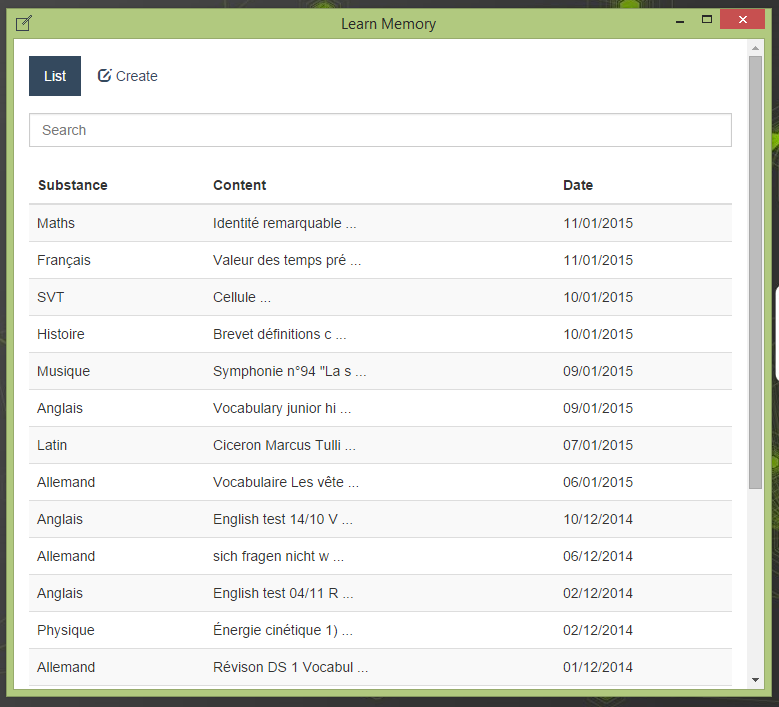 Learn Memory
List Create
Search
Substance Content Date
Maths Identité remarquable ... 11/01/2015
Français Valeur des temps pré ... 11/01/2015
SVT Cellule ... 10/01/2015
Histoire Brevet définitions c ... 10/01/2015
Musique Symphonie n°94 "La s ... 09/01/2015
Anglais Vocabulary junior hi ... 09/01/2015
Latin Ciceron Marcus Tulli ... 07/01/2015
Allemand Vocabulaire Les vête ... 06/01/2015
Anglais English test 14/10 V ... 10/12/2014
Allemand sich fragen nicht w ... 06/12/2014
Anglais English test 04/11 R ... 02/12/2014
Physique Énergie cinétique 1) ... 02/12/2014
Allemand Révison DS 1 Vocabul ... 01/12/2014